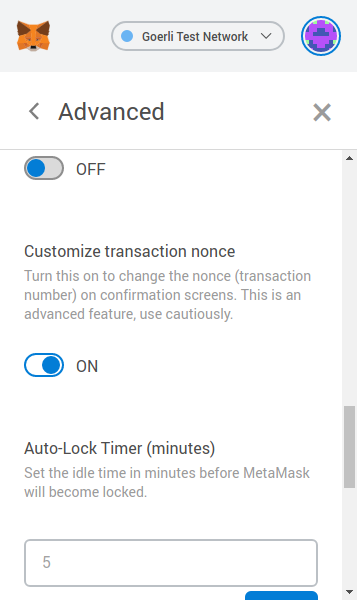 Goerli Test Network
Advanced
OFF
Customize transaction nonce
Turn this on to change the nonce (transaction
number) on confirmation screens. This is an
advanced feature, use cautiously.
ON
Auto-Lock Timer (minutes)
Set the idle time in minutes before MetaMask
will become locked.
5